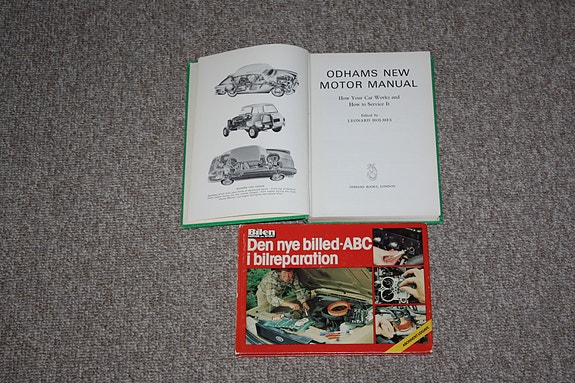 ODHAMS NEW
MOTOR MANUAL
How Your Car Works and
How to Service It
Edited by
LEONARD HOLMES
ODHAMS BOOKS, LONDON
Bilen
Den nye billed-ABC
i bilreparation